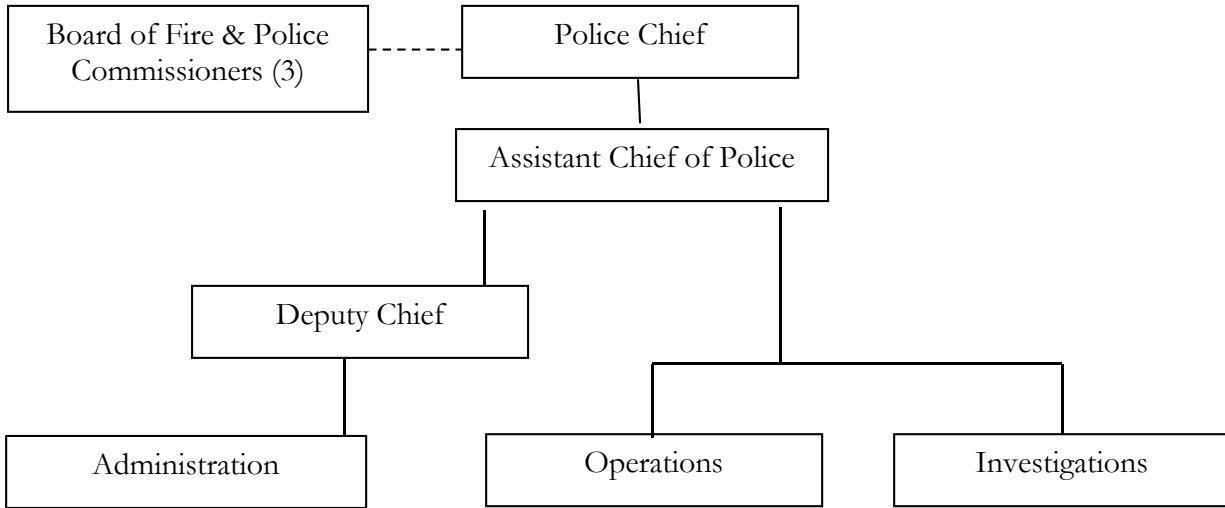 Board of Fire & Police
Commissioners (3)
Police Chief
Assistant Chief of Police
Deputy Chief
Administration
Operations
Investigations